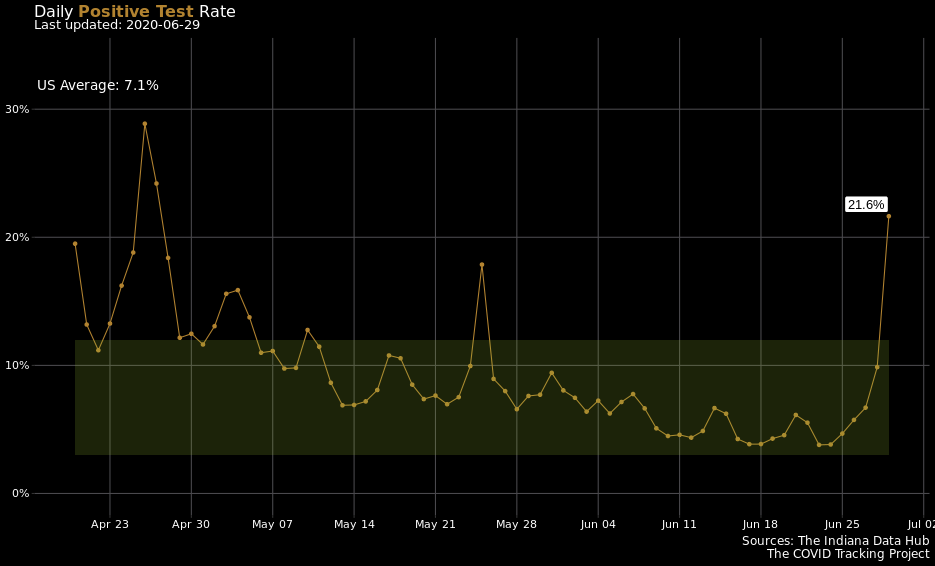 Daily Positive Test Rate
Last updated: 2020-06-29
US Average: 7.1%
30%
20%
10%
0%
21.6%
Apr 23 Apr 30 May 07 May 14 May 21 May 28 Jun 04 Jun 11 Jun 18 Jun 25 Jul 02
Sources: The Indiana Data Hub
The COVID Tracking Project